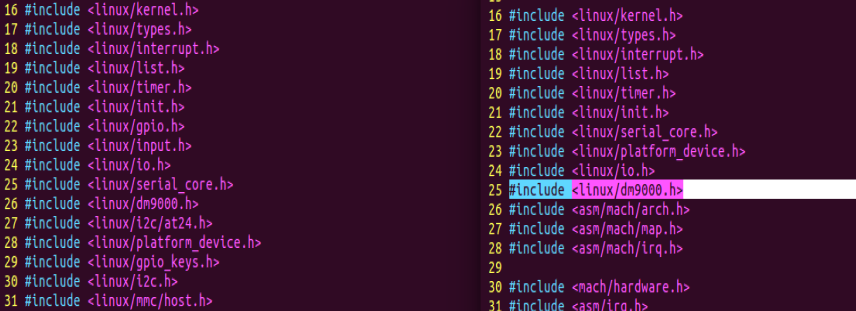 16 #include <linux/kernel.h>
17 #include <linux/types.h>
18 #include <linux/interrupt.h>
19 #include <linux/list.h>
20 #include <linux/timer.h>
21 #include <linux/init.h>
22 #include <linux/gpio.h>
23 #include <linux/input.h>
24 #include <linux/io.h>
25 #include <linux/serial_core.h>
26 #include <linux/dm9000.h>
27 #include <linux/i2c/at24.h>
28 #include <linux/platform_device.h>
29 #include <linux/gpio_keys.h>
30 #include <linux/i2c.h>
31 #include <linux/mmc/host.h>
16 #include <linux/kernel.h>
17 #include <linux/types.h>
18 #include <linux/interrupt.h>
19 #include <linux/list.h>
20 #include <linux/timer.h>
21 #include <linux/init.h>
22 #include <linux/serial_core.h>
23 #include <linux/platform_device.h>
24 #include <linux/io.h>
25 #include <linux/dm9000.h>
26 #include <asm/mach/arch.h>
27 #include <asm/mach/map.h>
28 #include <asm/mach/irq.h>
29
30 #include <mach/hardware.h>
31 #include <asm/irq.h>